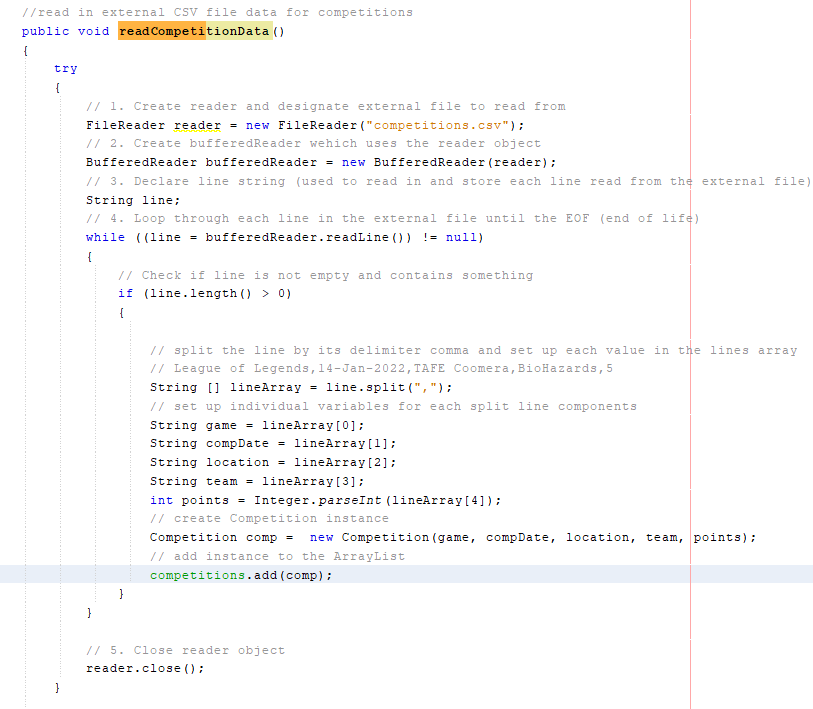 //read in external CSV file data for competitions
public void readCompetitionData()
{
try
{
// 1. Create reader and designate external file to read from
FileReader reader = new FileReader("competitions.csv");
// 2. Create bufferedReader wehich uses the reader object
BufferedReader bufferedReader = new BufferedReader(reader);
// 3. Declare line string (used to read in and store each line read from the external file)
String line;
// 4. Loop through each line in the external file until the EOF (end of life)
while ((line = bufferedReader.readLine()) != null)
{
// Check if line is not empty and contains something
if (line.length() > 0)
{
// split the line by its delimiter comma and set up each value in the lines array
// League of Legends,14-Jan-2022,TAFE Coomera,BioHazards,5
String [] lineArray = line.split(",");
// set up individual variables for each split line components
String game = lineArray[0];
String compDate = lineArray[1];
String location = lineArray[2];
String team = lineArray[3];
int points = Integer.parseInt(lineArray[4]);
// create Competition instance
Competition comp =  new Competition(game, compDate, location, team, points);
// add instance to the ArrayList
competitions.add(comp);
}
}
// 5. Close reader object
reader.close();
}